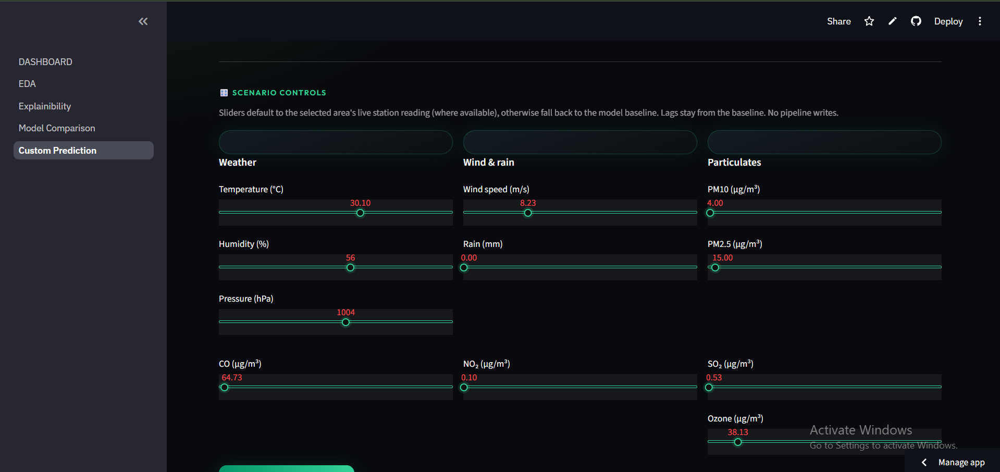 Share
Deploy
DASHBOARD
EDA
Explainibility
Model Comparison
Custom Prediction
SCENARIO CONTROLS
Sliders default to the selected area's live station reading (where available), otherwise fall back to the model baseline. Lags stay from the baseline. No pipeline writes.
Weather
Temperature (°C)
30.10
Humidity (%)
56
Pressure (hPa)
1004
Wind & rain
Wind speed (m/s)
8.23
Rain (mm)
0.00
Particulates
PM10 (µg/m³)
4.00
PM2.5 (µg/m³)
15.00
CO (µg/m³)
64.73
NO₂ (µg/m³)
0.10
SO₂ (µg/m³)
0.53
Ozone (µg/m³)
38.13
Activate Windows
Go to Settings to activate Windows.
Manage app